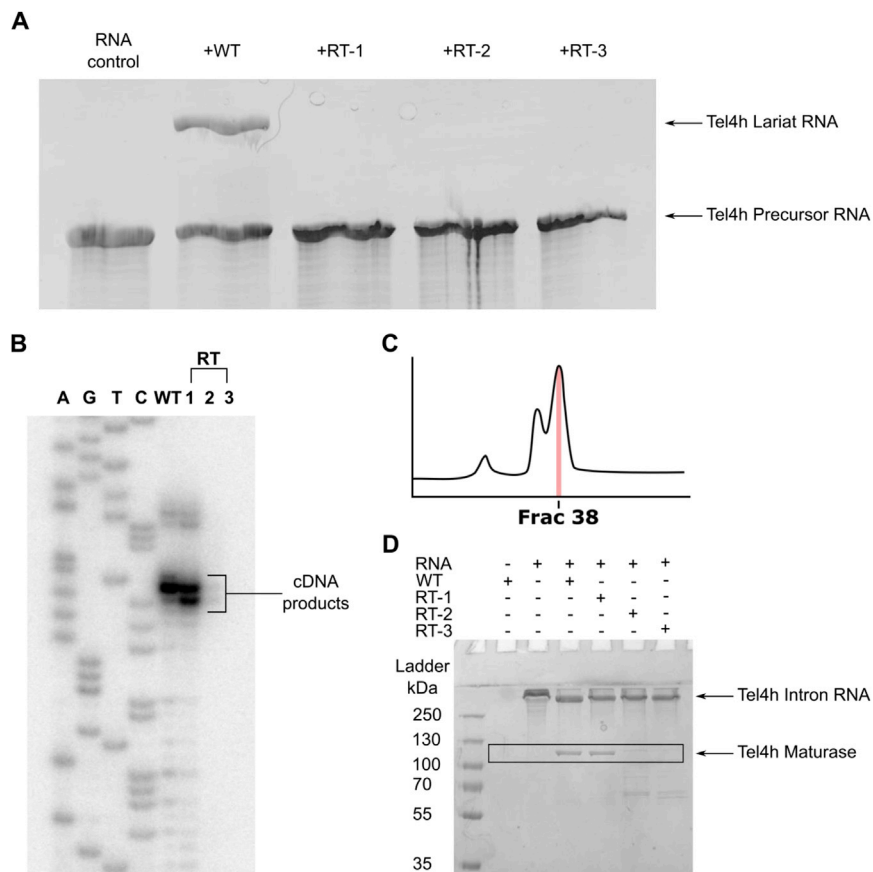 A
RNA control
+WT
+RT-1
+RT-2
+RT-3
Tel4h Lariat RNA
Tel4h Precursor RNA
B
RT
A G T C WT 1 2 3
cDNA products
C
Frac 38
D
RNA - + + + + +
WT + - + - - -
RT-1 - - - + - -
RT-2 - - - - + -
RT-3 - - - - - +
Ladder
kDa
250
130
100
70
55
35
Tel4h Intron RNA
Tel4h Maturase